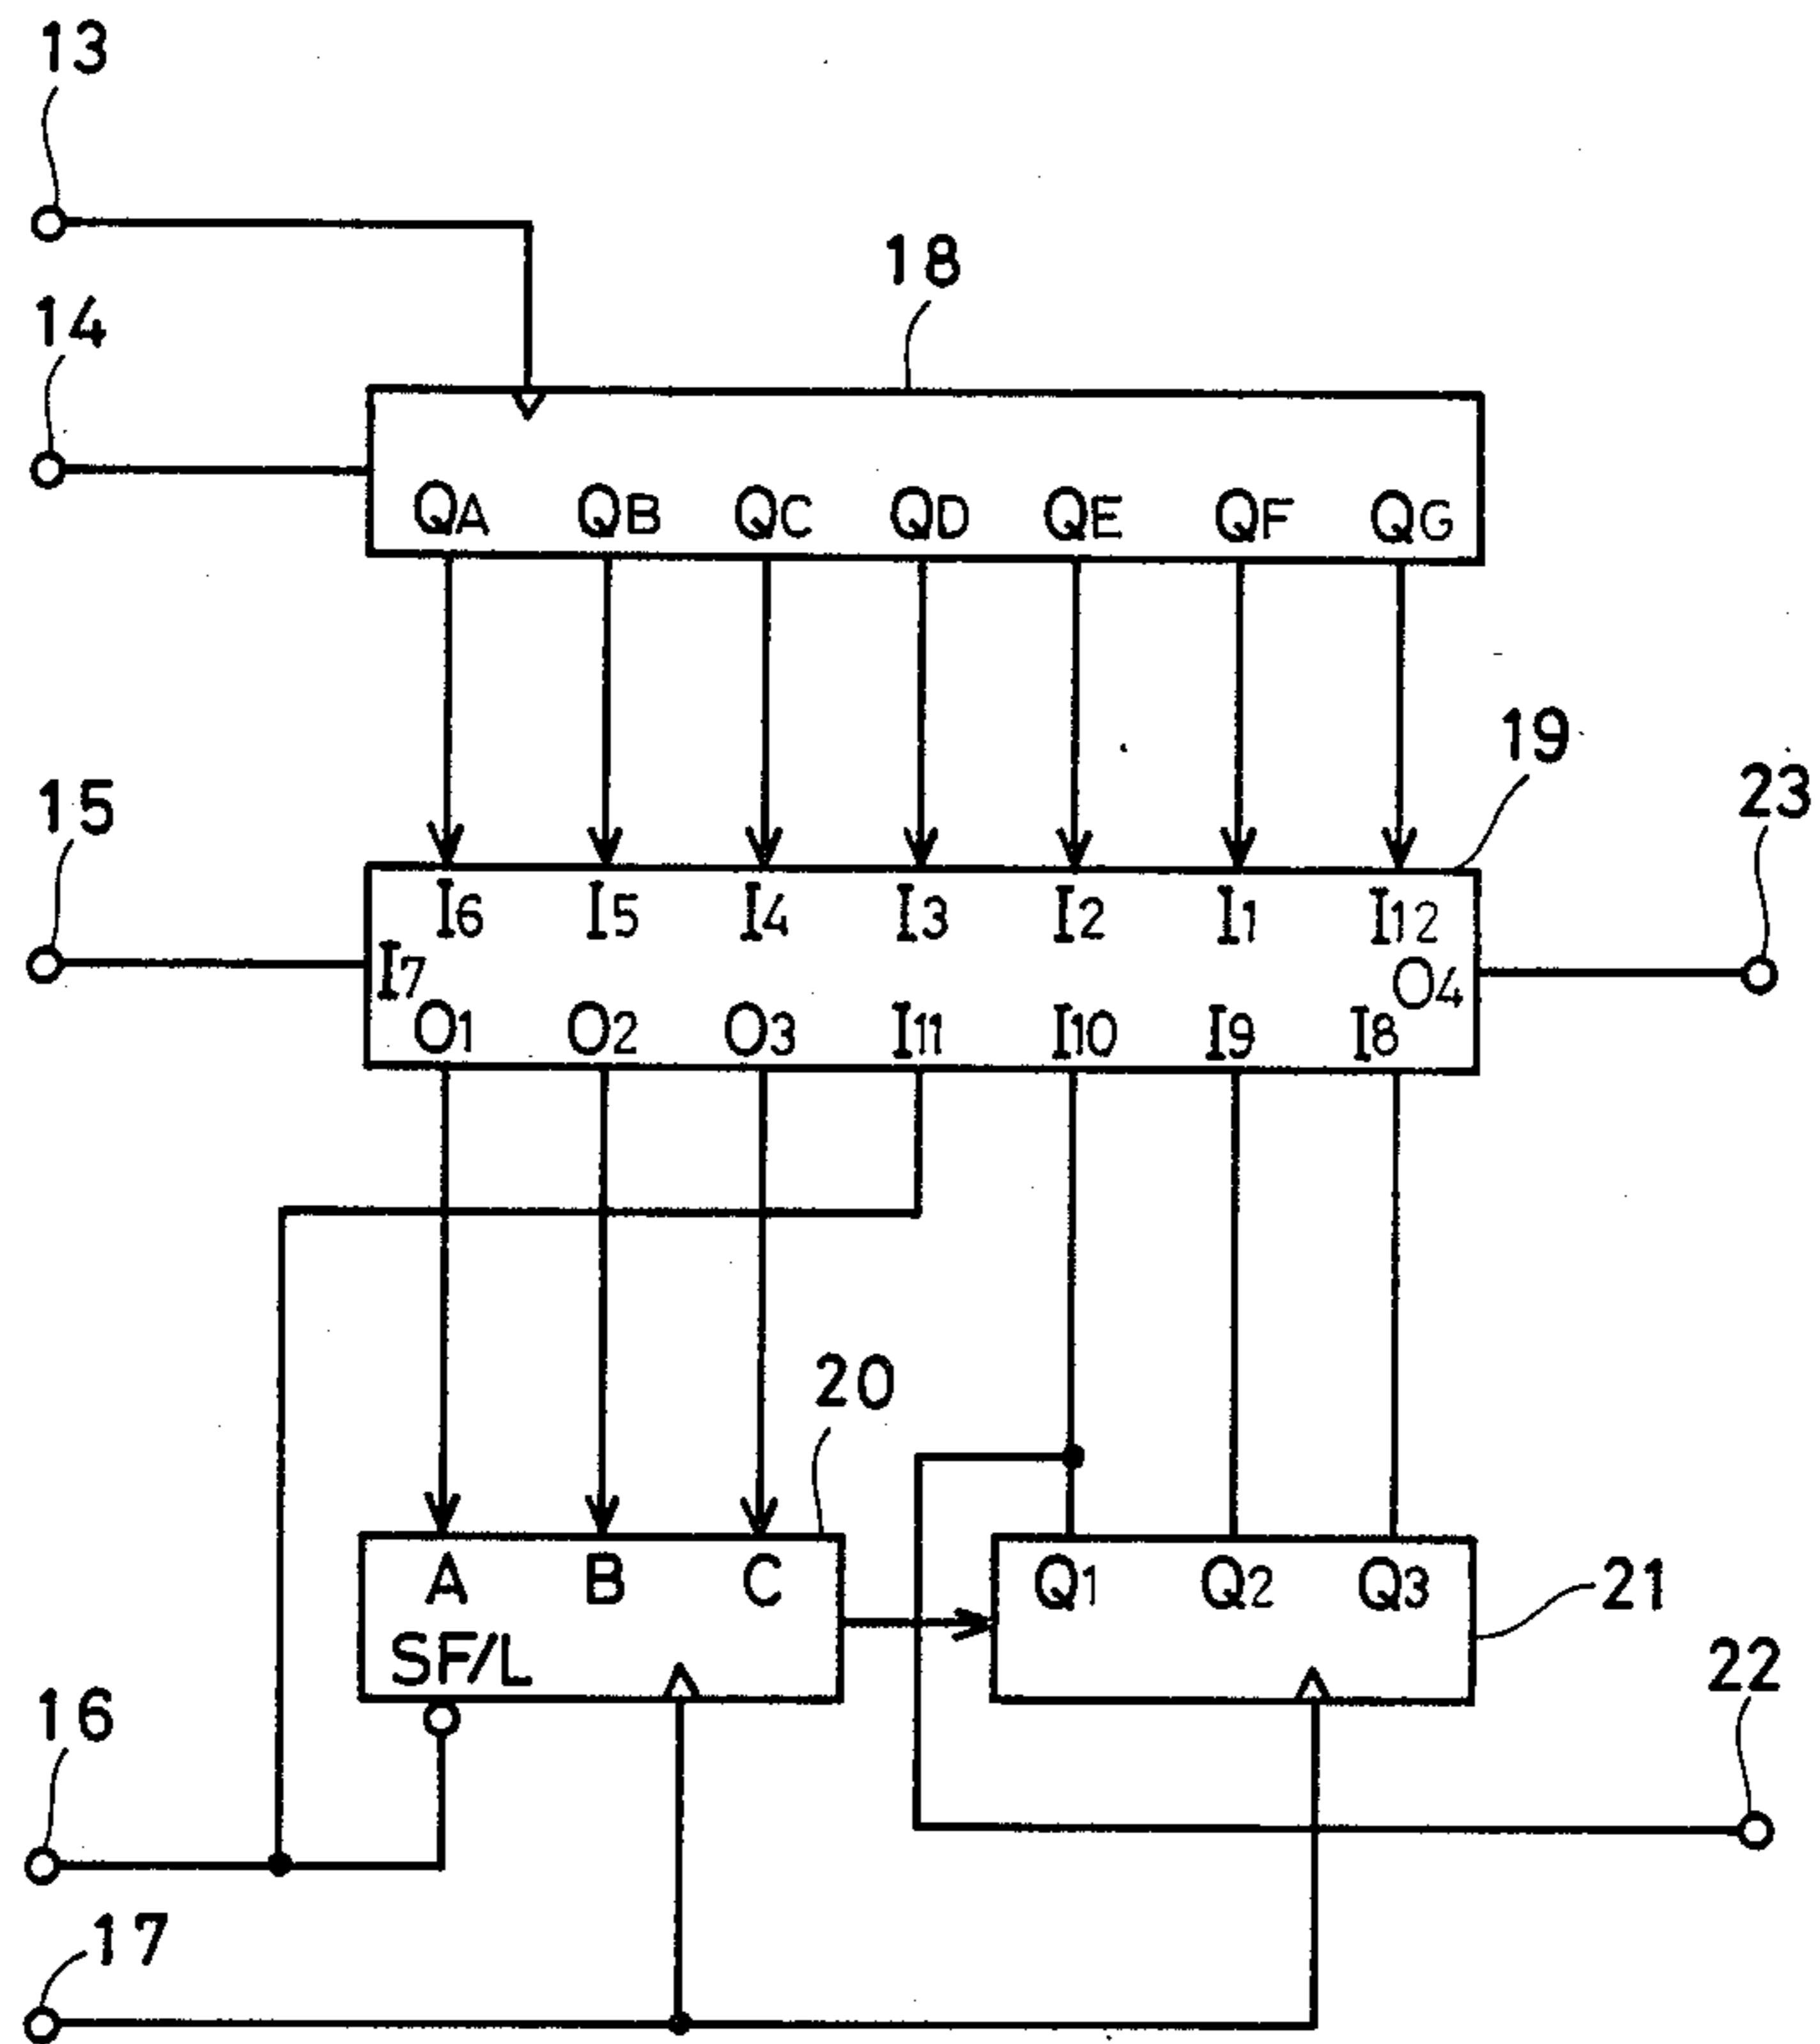 13
14
18
QA QB QC QD QE QF QG
19
15
23
I6 I5 I4 I3 I2 I1 I12
I7
O4
O1 O2 O3 I11 I10 I9 I8
20
A B C
Q1 Q2 Q3
21
SF/L
22
16
17